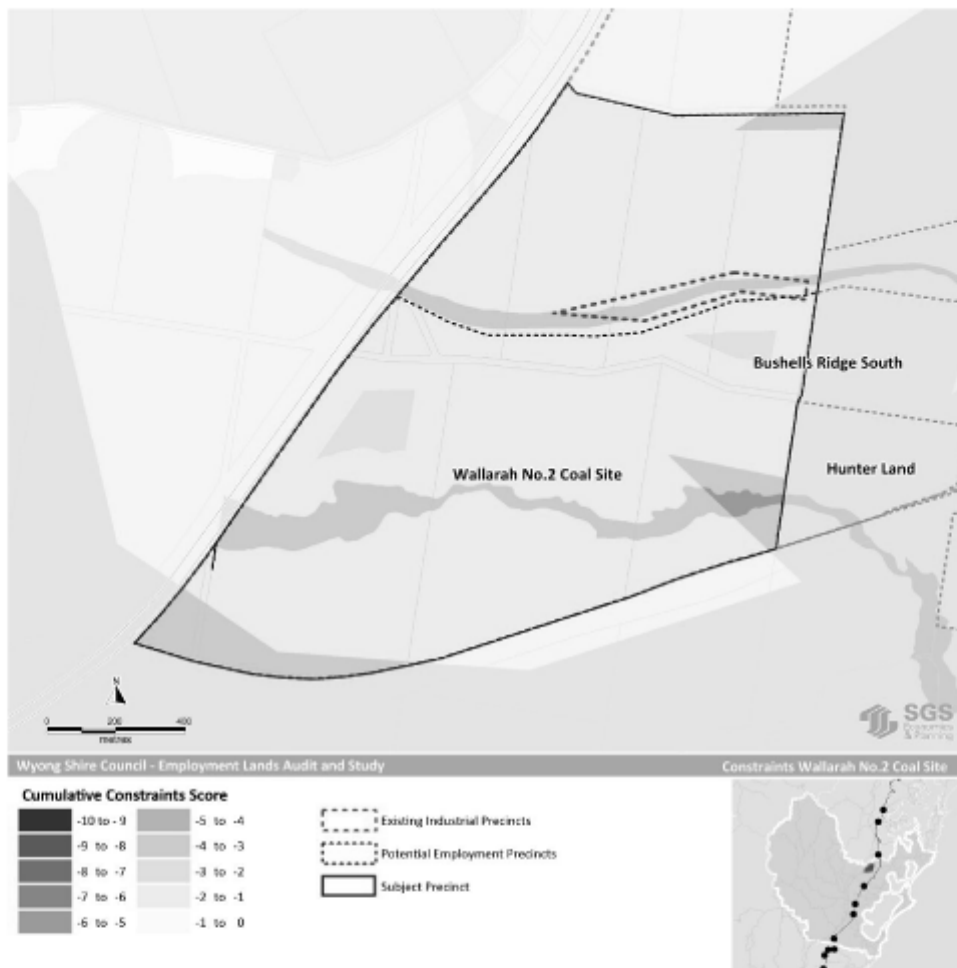 Bushells Ridge South
Hunter Land
Wallarah No.2 Coal Site
N
0 200 400
metres
SGS
Economics
& Planning
Wyong Shire Council - Employment Lands Audit and Study
Constraints Wallarah No.2 Coal Site
Cumulative Constraints Score
-10 to - 9
-9 to -8
-8 to -7
-7 to -6
-6 to -5
-5 to -4
-4 to -3
-3 to -2
-2 to -1
-1 to 0
Existing Industrial Precincts
Potential Employment Precincts
Subject Precinct